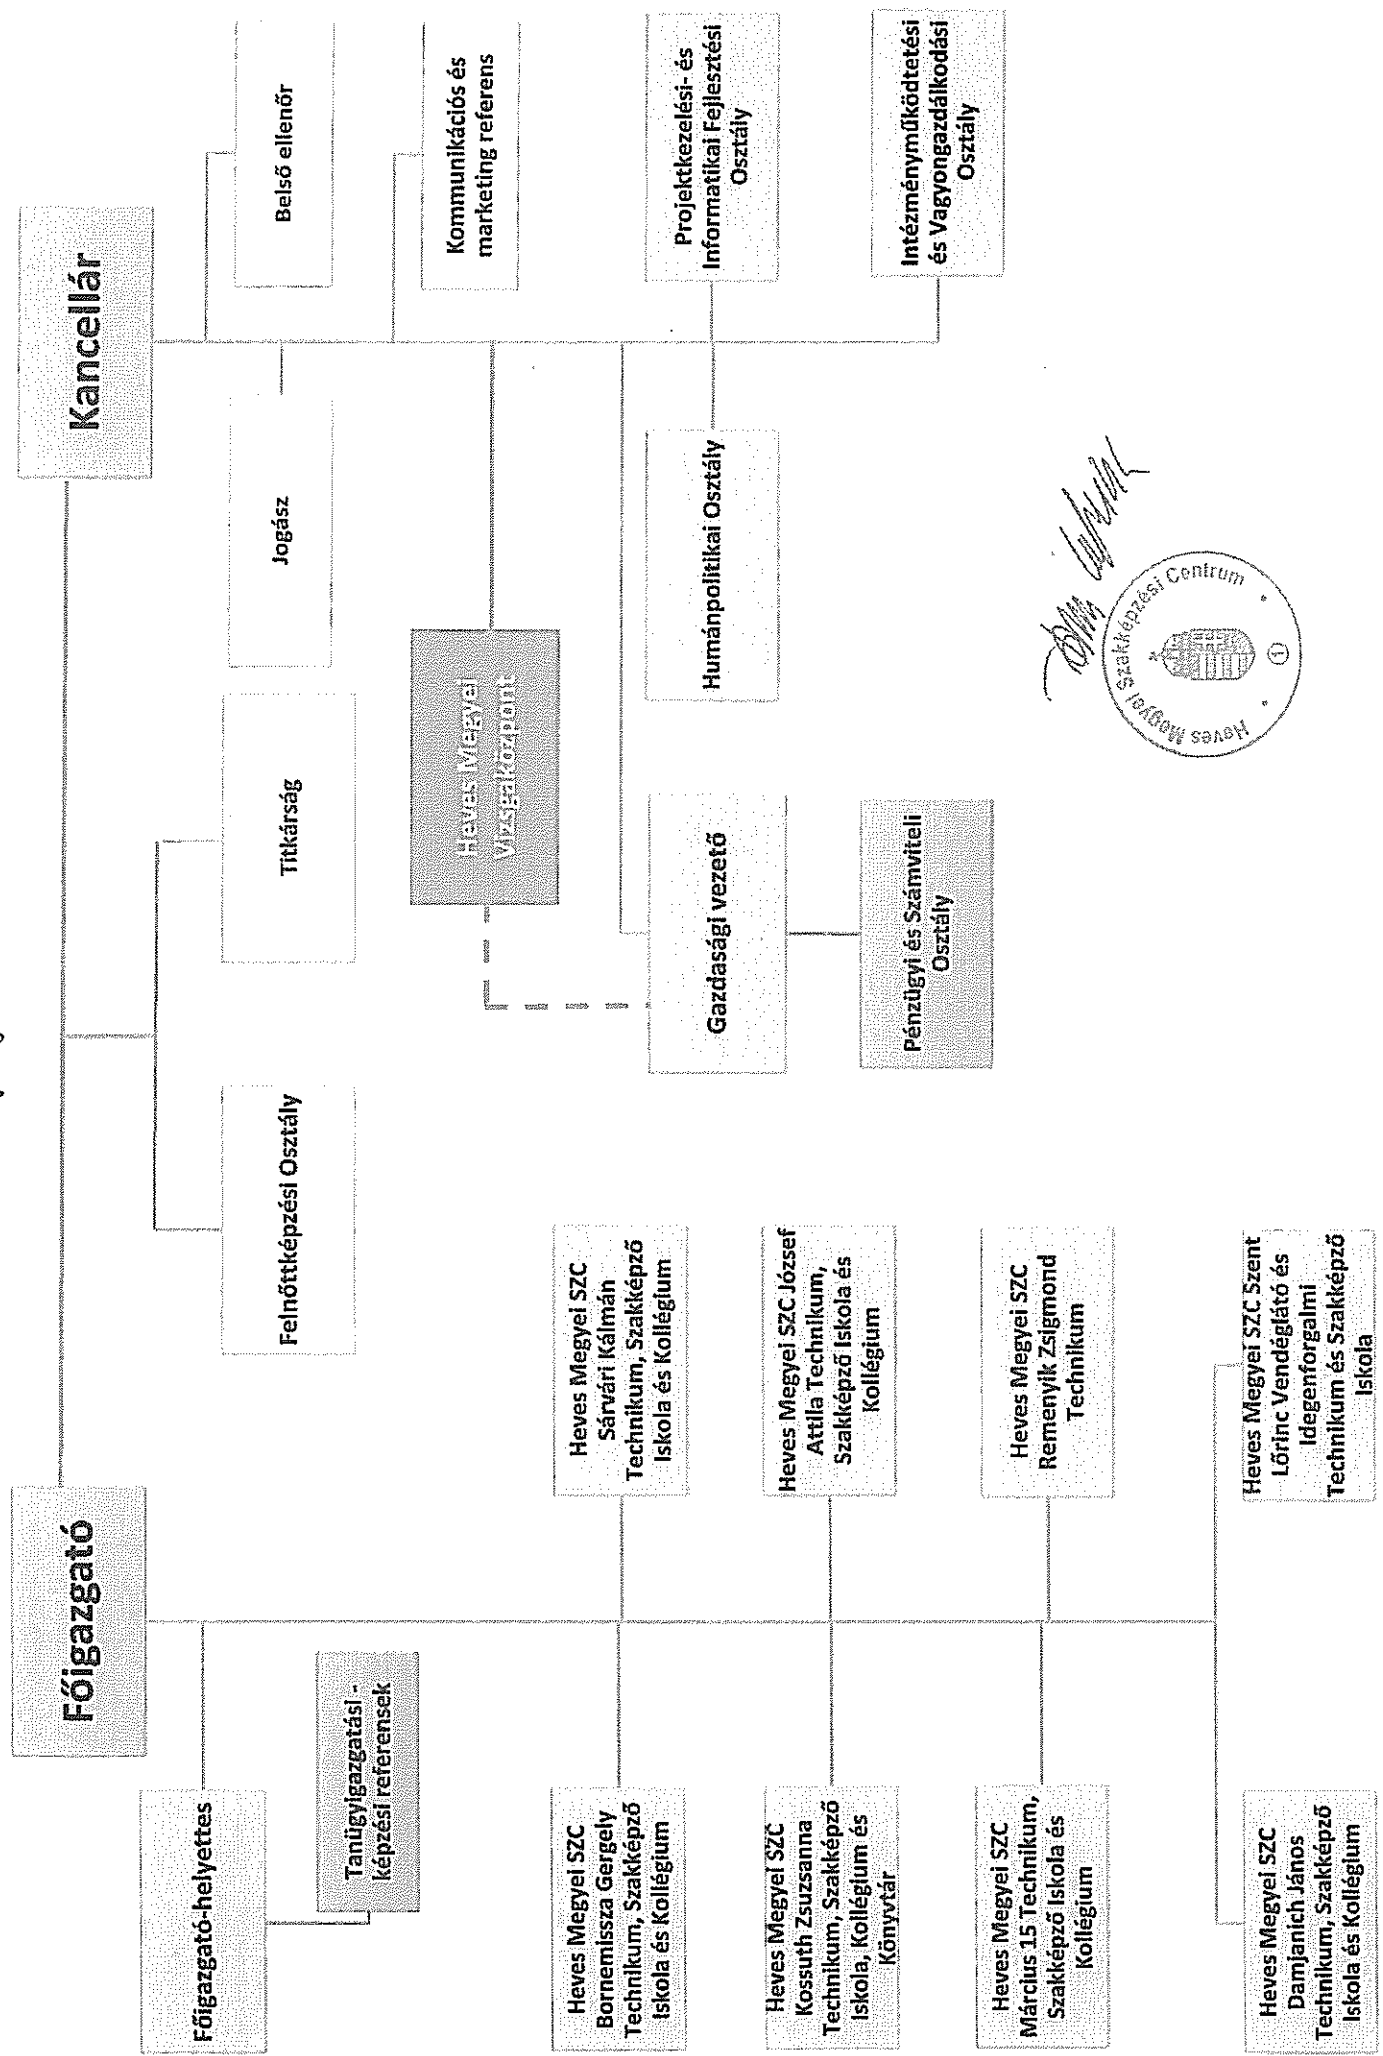 Főigazgató
Kancellár
Főigazgató-helyettes
Tanügyigazgatási -
képzési referensek
Felnőttképzési Osztály
Titkárság
Jogász
Belső ellenőr
Kommunikációs és
marketing referens
Heves Megyei
Vizsgaközpont
Heves Megyei SZC
Bornemissza Gergely
Technikum, Szakképző
Iskola és Kollégium
Heves Megyei SZC
Sárvári Kálmán
Technikum, Szakképző
Iskola és Kollégium
Gazdasági vezető
Humánpolitikai Osztály
Projektkezelési- és
Informatikai Fejlesztési
Osztály
Heves Megyei SZC
Kossuth Zsuzsanna
Technikum, Szakképző
Iskola, Kollégium és
Könyvtár
Heves Megyei SZC József
Attila Technikum,
Szakképző Iskola és
Kollégium
Pénzügyi és Számviteli
Osztály
Intézményműködtetési
és Vagyongazdálkodási
Osztály
Heves Megyei SZC
Március 15 Technikum,
Szakképző Iskola és
Kollégium
Heves Megyei SZC
Remenyik Zsigmond
Technikum
Heves Megyei SZC
Damjanich János
Technikum, Szakképző
Iskola és Kollégium
Heves Megyei SZC Szent
Lőrinc Vendéglátó és
Idegenforgalmi
Technikum és Szakképző
Iskola
Heves Megyei Szakképzési Centrum
1